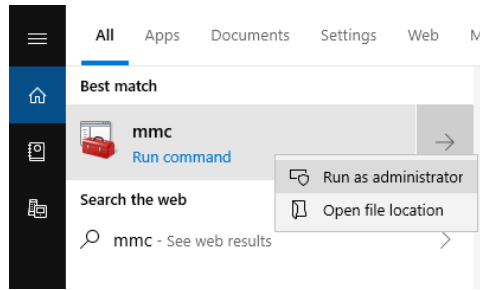 All Apps Documents Settings Web
Best match
mmc
Run command
Run as administrator
Search the web
Open file location
mmc - See web results